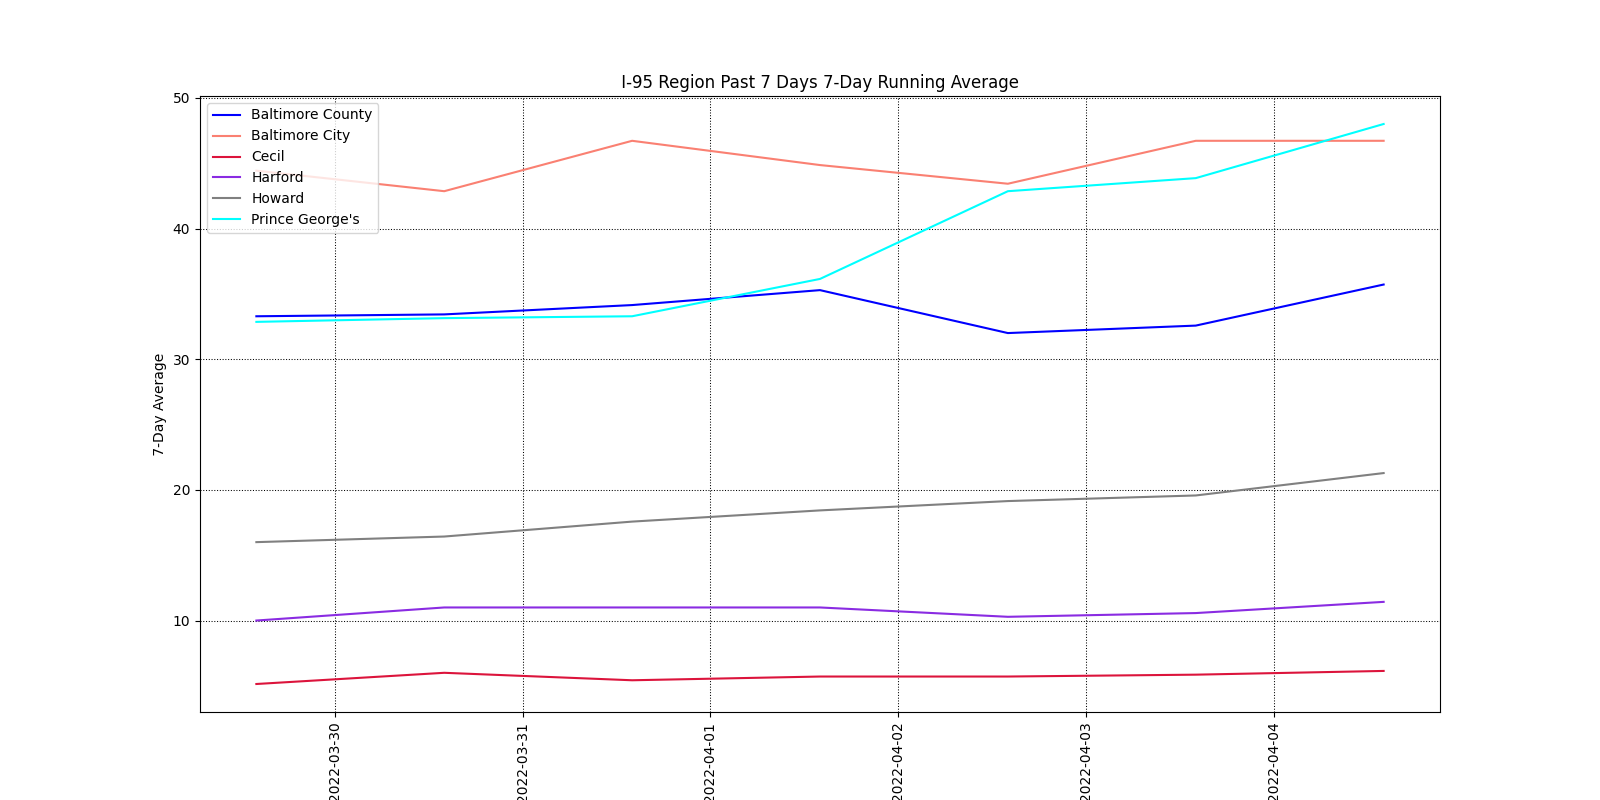 I-95 Region Past 7 Days 7-Day Running Average
50
40
30
20
10
7-Day Average
Baltimore County
Baltimore City
Cecil
Harford
Howard
Prince George's
2022-03-30
2022-03-31
2022-04-01
2022-04-02
2022-04-03
2022-04-04